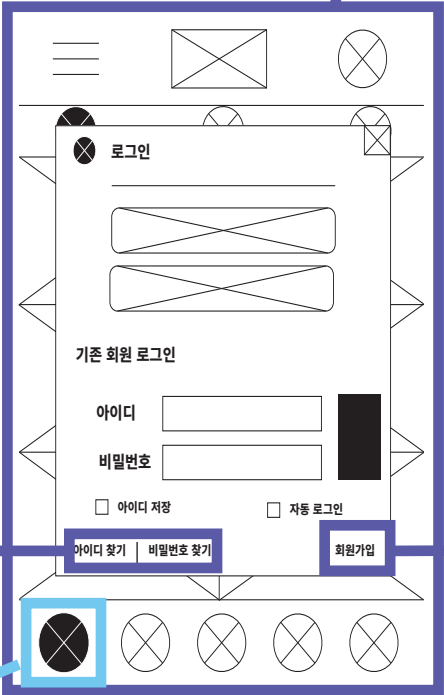 로그인
기존 회원 로그인
아이디
비밀번호
아이디 저장
자동 로그인
아이디 찾기 | 비밀번호 찾기
회원가입